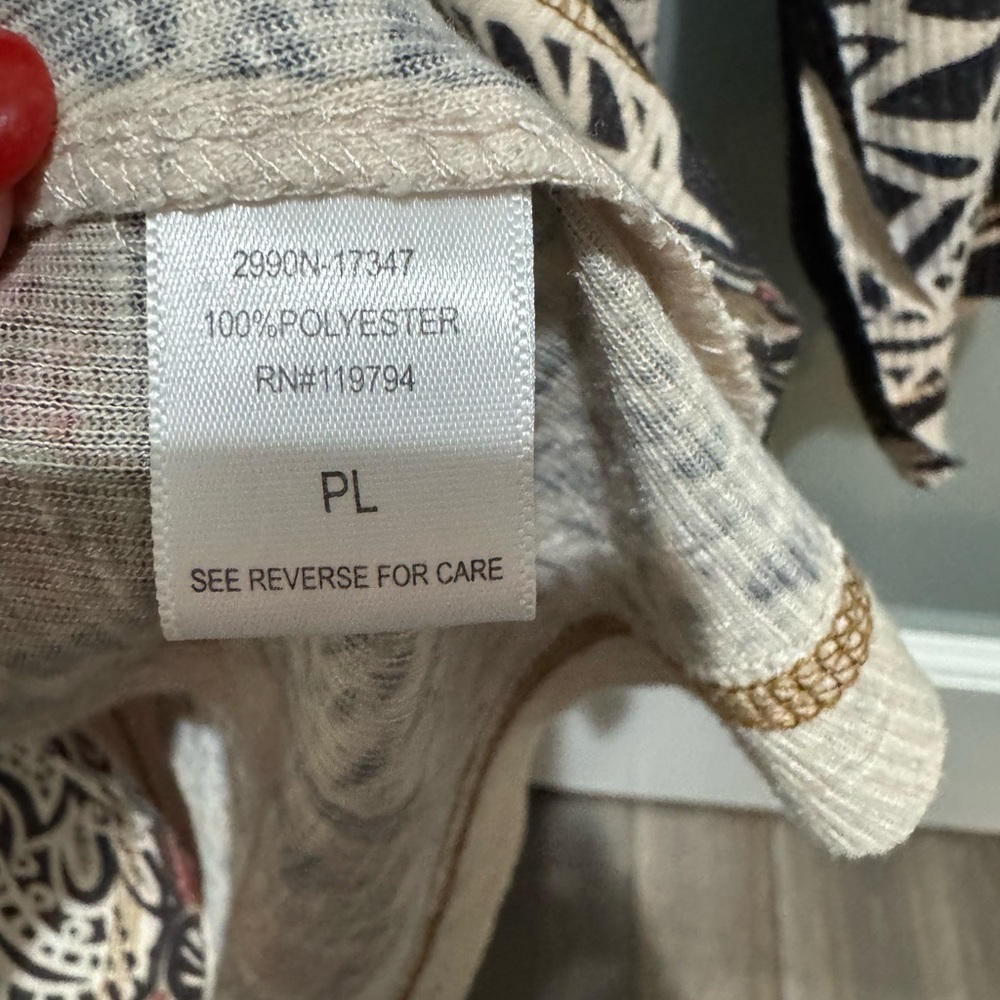 2990N-17347
100%POLYESTER
RN#119794
PL
SEE REVERSE FOR CARE